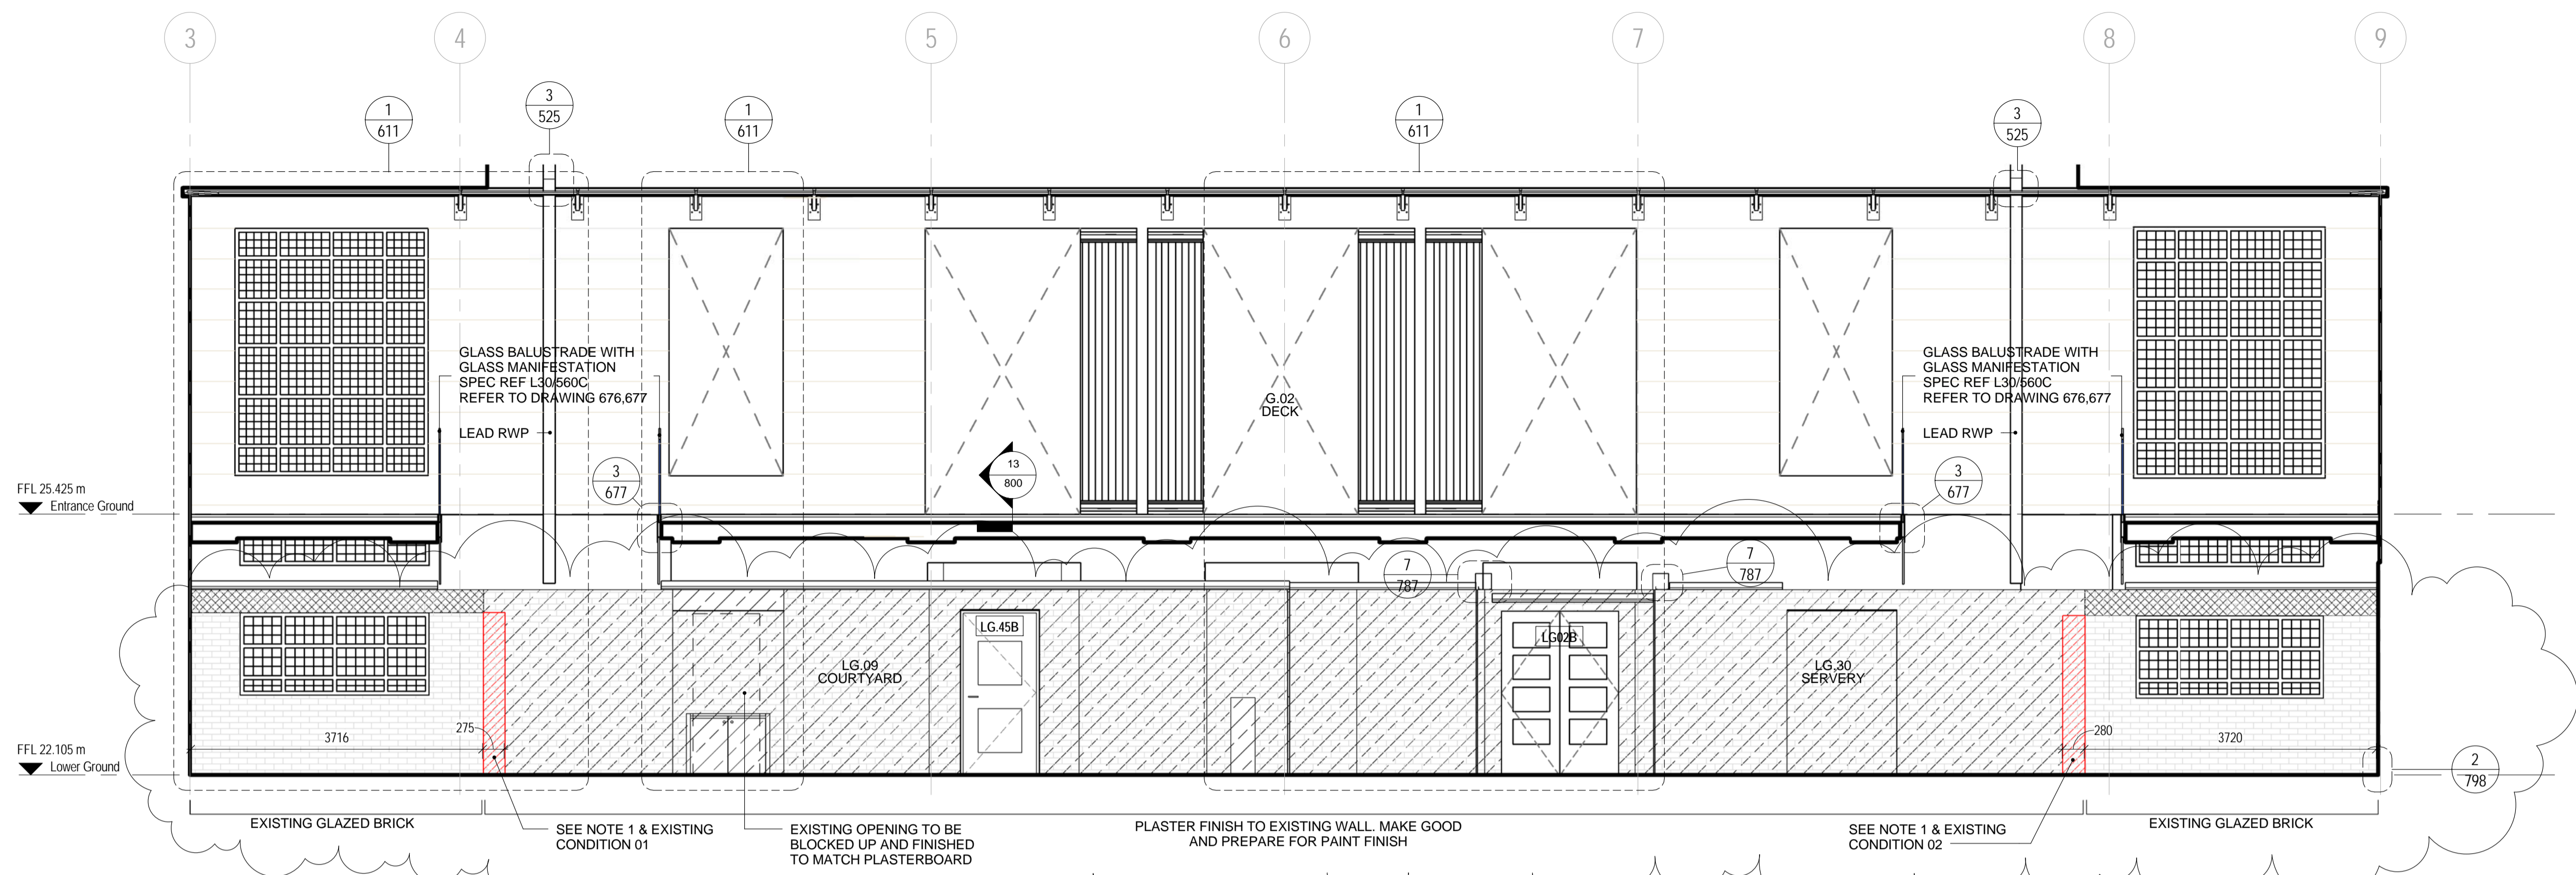 3
4
5
6
7
8
9
1
611
3
525
1
611
1
611
3
525
GLASS BALUSTRADE WITH
GLASS MANIFESTATION
SPEC REF L30/560C
REFER TO DRAWING 676,677
LEAD RWP
G.02
DECK
GLASS BALUSTRADE WITH
GLASS MANIFESTATION
SPEC REF L30/560C
REFER TO DRAWING 676,677
LEAD RWP
3
677
13
800
3
677
FFL 25.425 m
Entrance Ground
7
787
7
787
LG.45B
LG02B
LG.09
COURTYARD
LG.30
SERVERY
3716
275
280
3720
FFL 22.105 m
Lower Ground
2
798
EXISTING GLAZED BRICK
SEE NOTE 1 & EXISTING
CONDITION 01
EXISTING OPENING TO BE
BLOCKED UP AND FINISHED
TO MATCH PLASTERBOARD
PLASTER FINISH TO EXISTING WALL. MAKE GOOD
AND PREPARE FOR PAINT FINISH
SEE NOTE 1 & EXISTING
CONDITION 02
EXISTING GLAZED BRICK